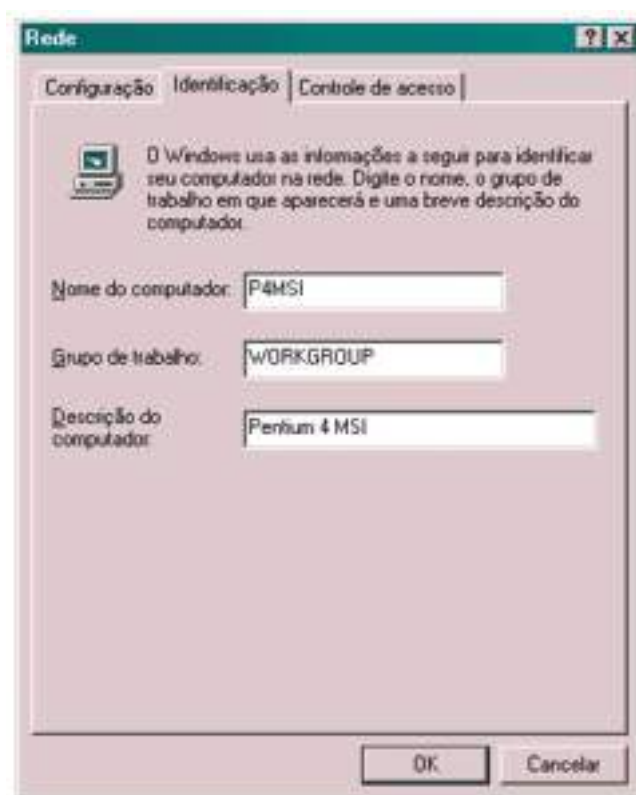 Rede
Configuração Identificação Controle de acesso
O Windows usa as informações a seguir para identificar
seu computador na rede. Digite o nome, o grupo de
trabalho em que aparecerá e uma breve descrição do
computador.
Nome do computador: P4MSI
Grupo de trabalho: WORKGROUP
Descrição do
computador: Pentium 4 MSI
OK Cancelar